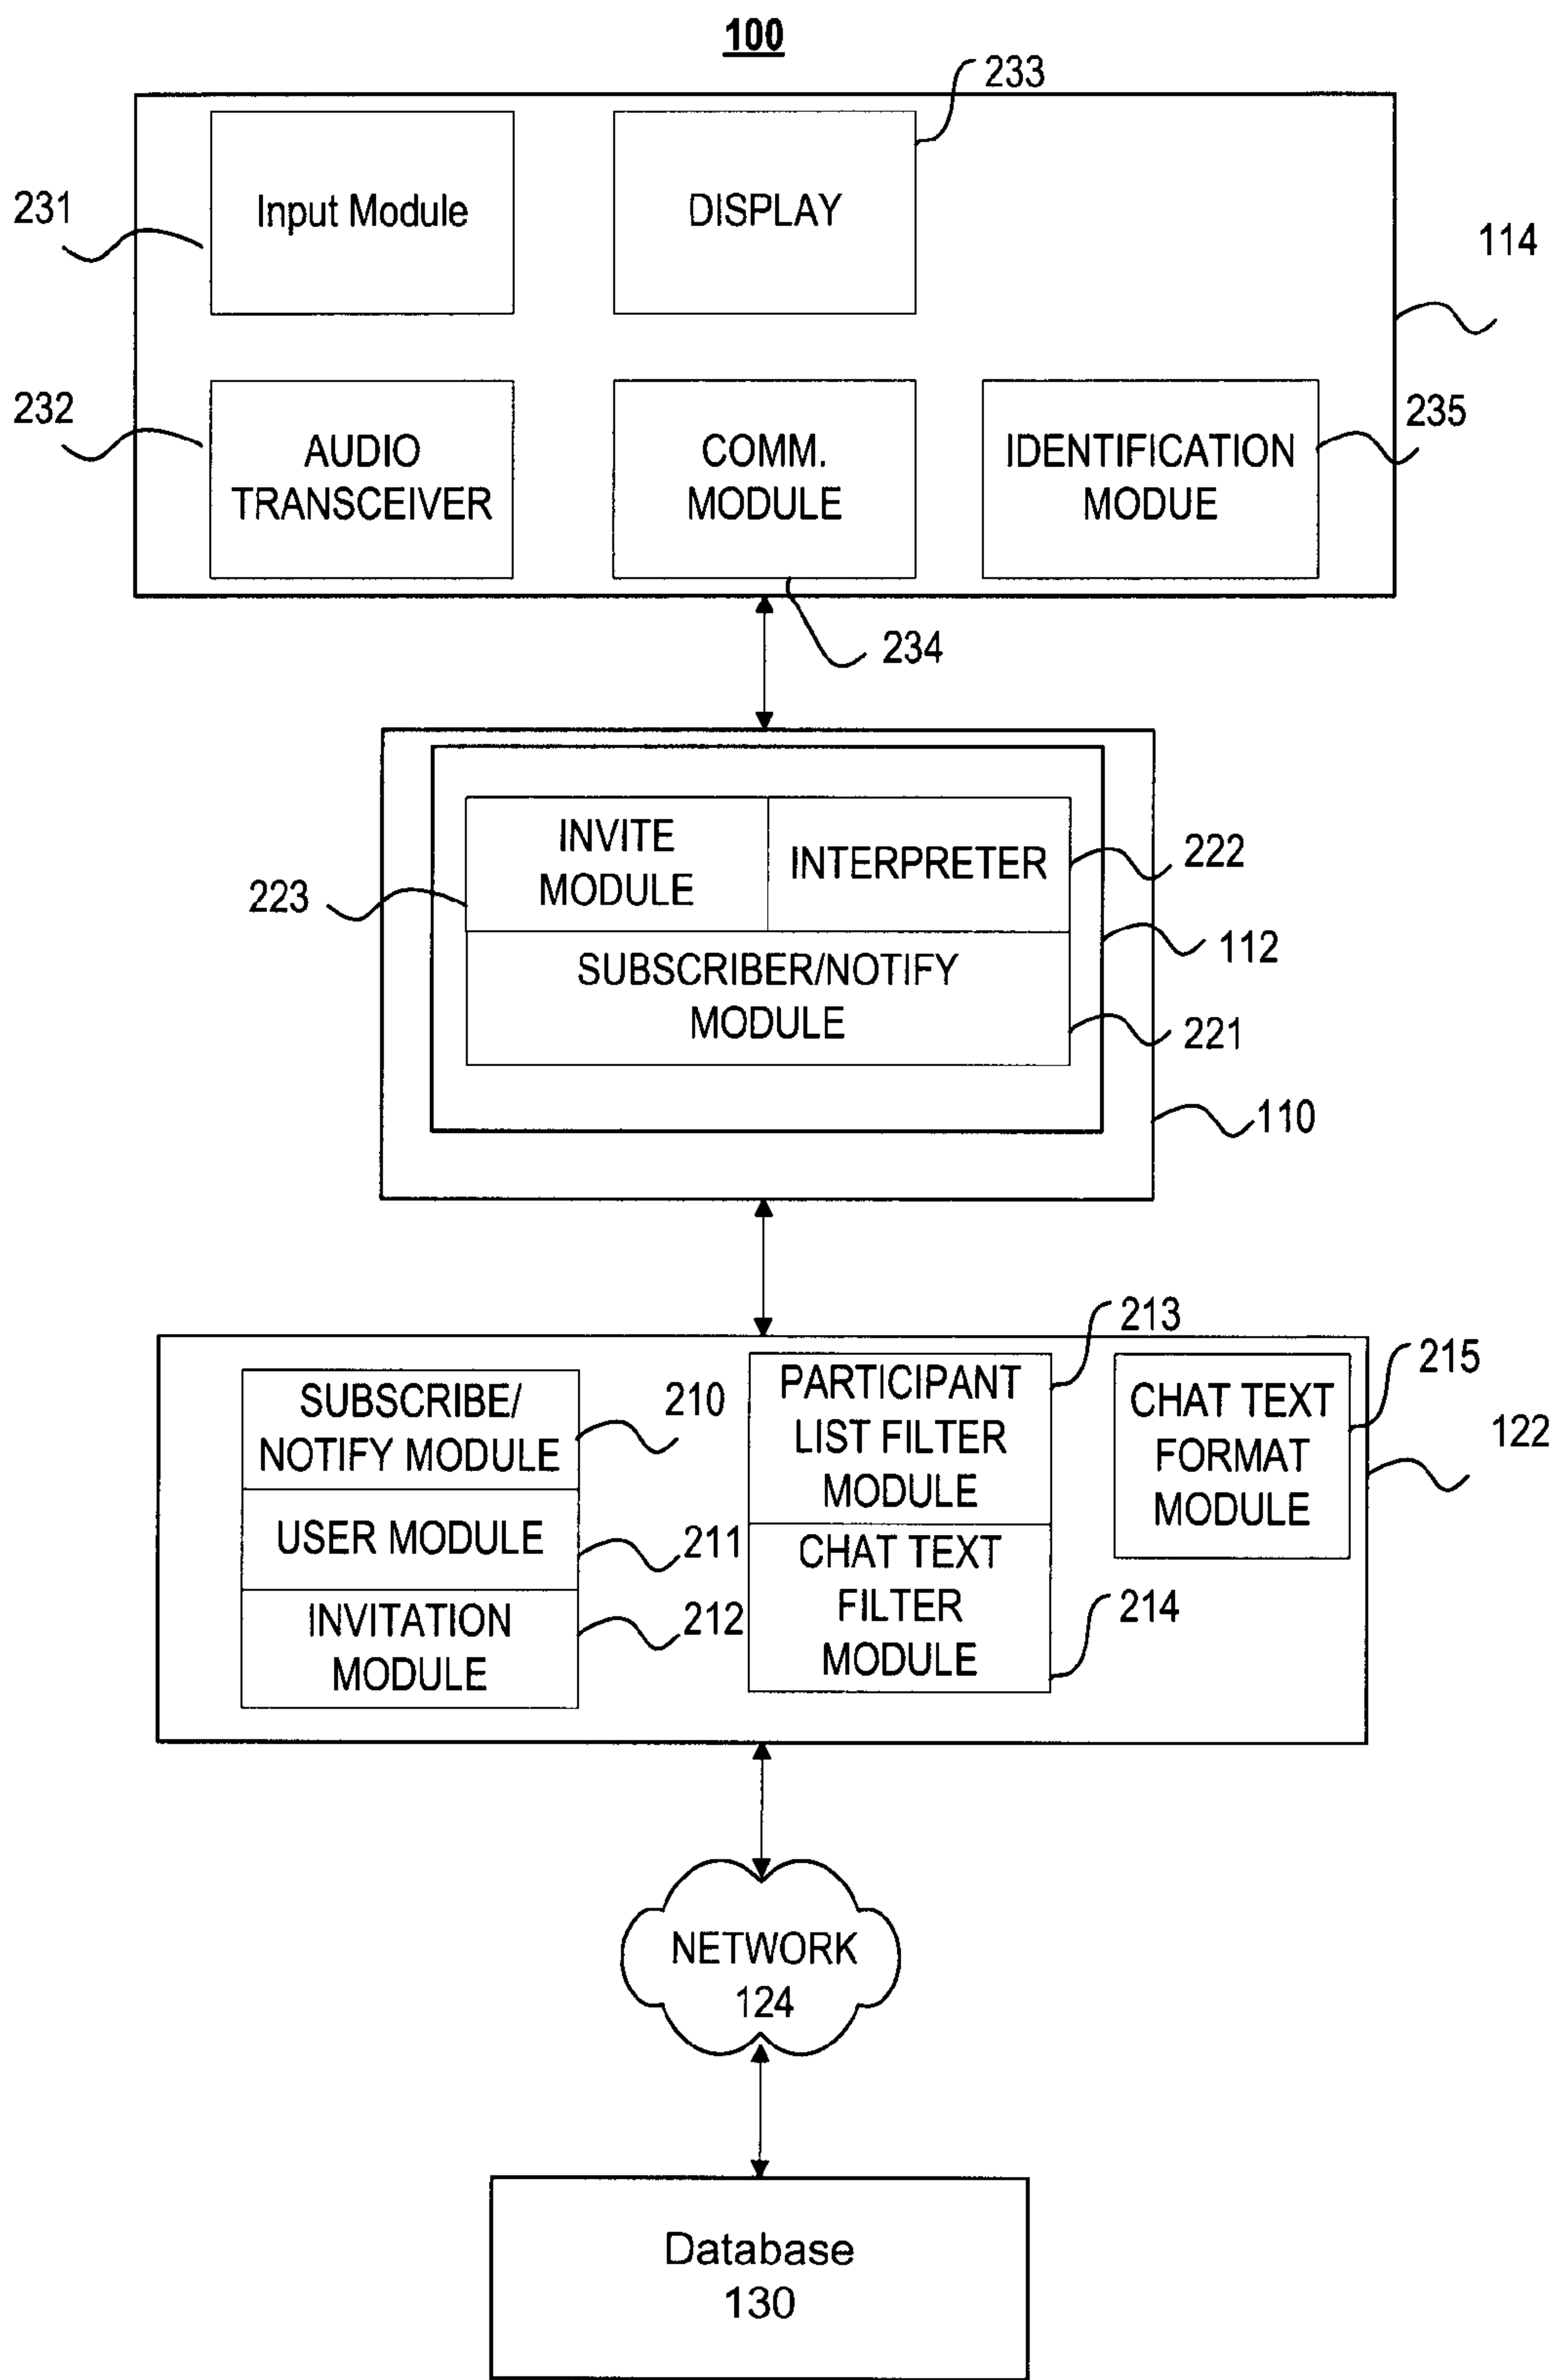 100
233
231
Input Module
DISPLAY
114
232
AUDIO
TRANSCEIVER
COMM.
MODULE
IDENTIFICATION
MODUE
235
234
INVITE
MODULE
INTERPRETER
222
223
112
SUBSCRIBER/NOTIFY
MODULE
221
110
213
215
SUBSCRIBE/
NOTIFY MODULE
210
PARTICIPANT
LIST FILTER
MODULE
CHAT TEXT
FORMAT
MODULE
122
USER MODULE
211
CHAT TEXT
FILTER
MODULE
214
INVITATION
MODULE
212
NETWORK
124
Database
130